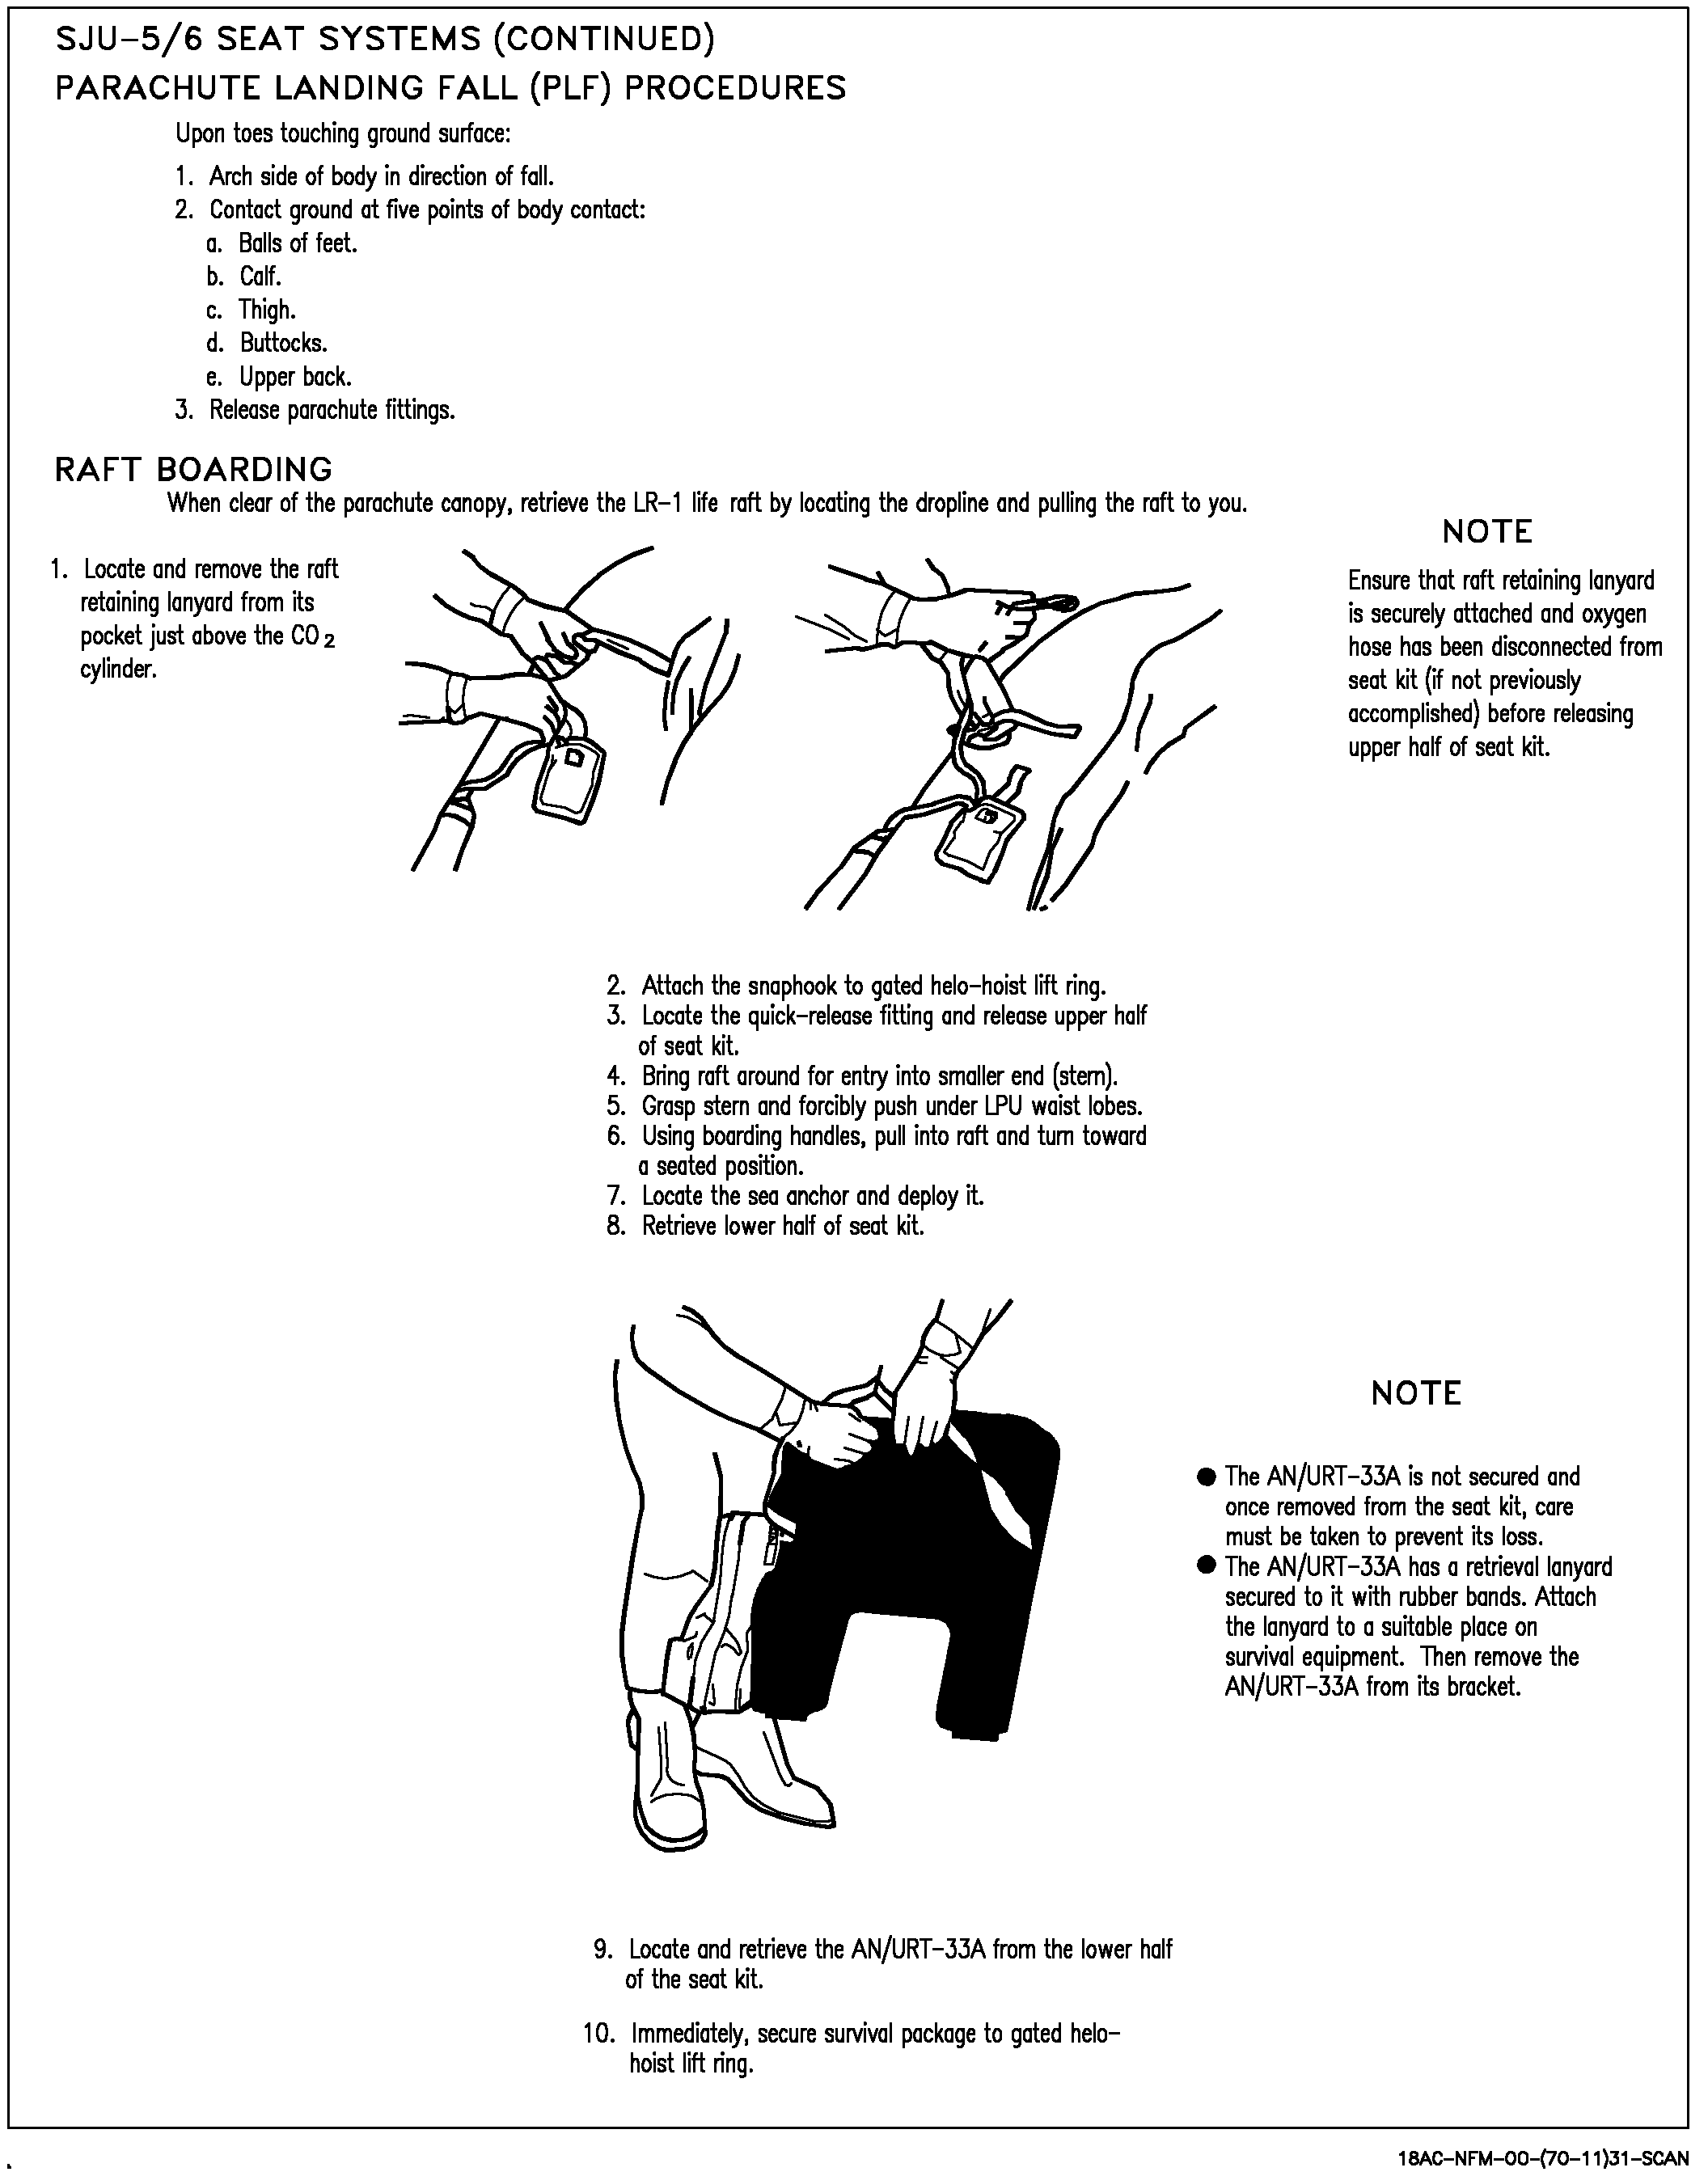 SJU-5/6 SEAT SYSTEMS (CONTINUED)
PARACHUTE LANDING FALL (PLF) PROCEDURES
Upon toes touching ground surface:
1. Arch side of body in direction of fall.
2. Contact ground at five points of body contact:
a. Balls of feet.
b. Calf.
c. Thigh.
d. Buttocks.
e. Upper back.
3. Release parachute fittings.
RAFT BOARDING
When clear of the parachute canopy, retrieve the LR-1 life raft by locating the dropline and pulling the raft to you.
1. Locate and remove the raft
retaining lanyard from its
pocket just above the CO2
cylinder.
NOTE
Ensure that raft retaining lanyard
is securely attached and oxygen
hose has been disconnected from
seat kit (if not previously
accomplished) before releasing
upper half of seat kit.
2. Attach the snaphook to gated helo-hoist lift ring.
3. Locate the quick-release fitting and release upper half
of seat kit.
4. Bring raft around for entry into smaller end (stern).
5. Grasp stern and forcibly push under LPU waist lobes.
6. Using boarding handles, pull into raft and turn toward
a seated position.
7. Locate the sea anchor and deploy it.
8. Retrieve lower half of seat kit.
NOTE
● The AN/URT-33A is not secured and
once removed from the seat kit, care
must be taken to prevent its loss.
● The AN/URT-33A has a retrieval lanyard
secured to it with rubber bands. Attach
the lanyard to a suitable place on
survival equipment. Then remove the
AN/URT-33A from its bracket.
9. Locate and retrieve the AN/URT-33A from the lower half
of the seat kit.
10. Immediately, secure survival package to gated helo-
hoist lift ring.
18AC-NFM-00-(70-11)31-SCAN